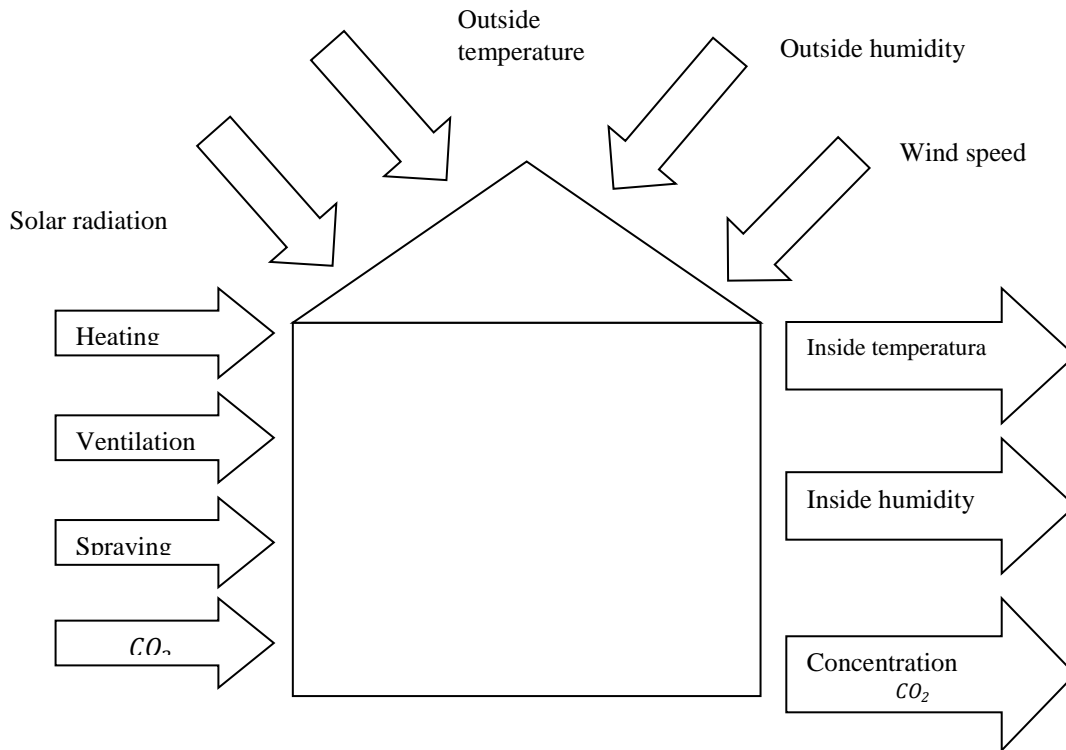 Outside
temperature
Outside humidity
Wind speed
Solar radiation
Heating
Ventilation
Spraying
CO₂
Inside temperatura
Inside humidity
Concentration
CO₂